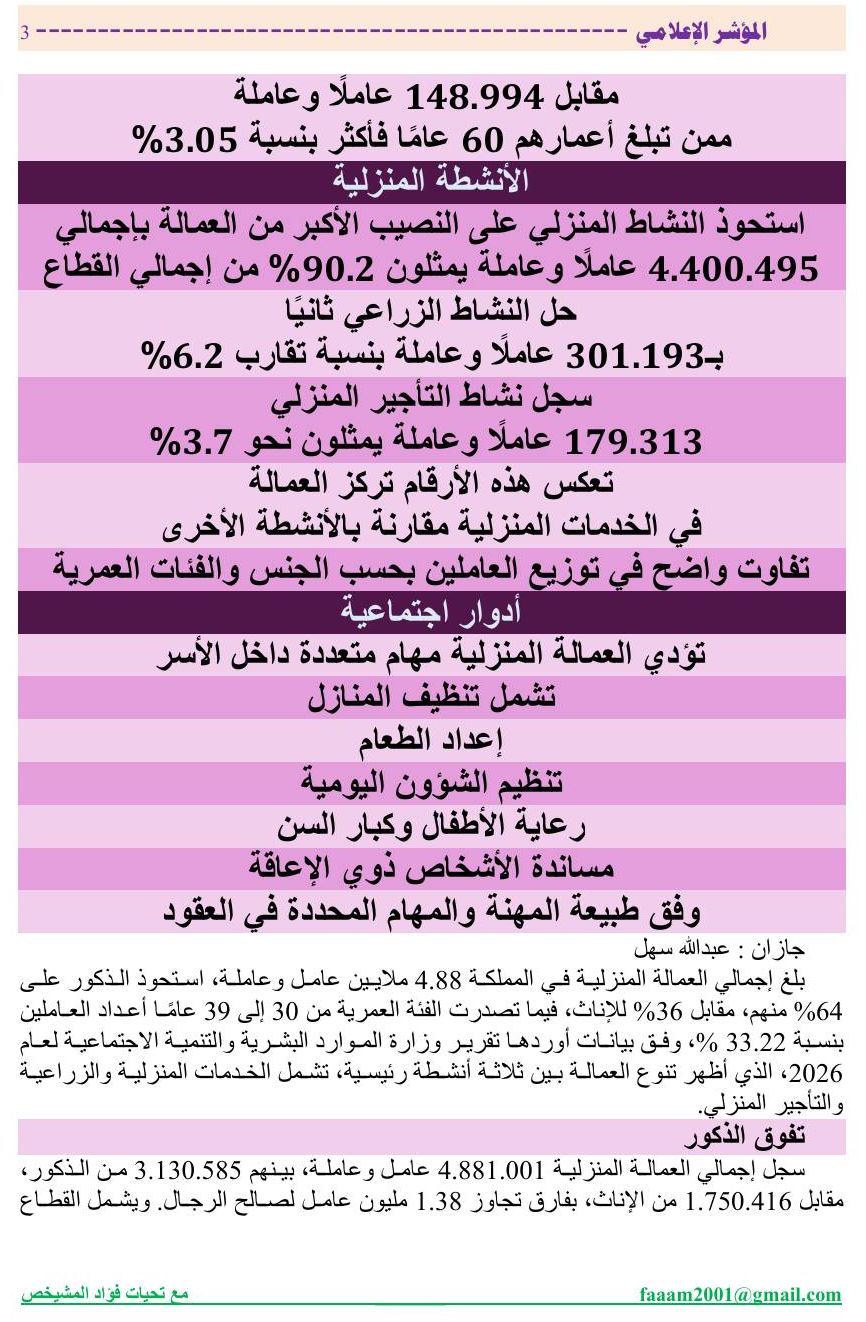 المؤشر الإعلامي ------------------------------------------------ 3
مقابل 148.994 عاملًا وعاملة
ممن تبلغ أعمارهم 60 عامًا فأكثر بنسبة 3.05%
الأنشطة المنزلية
استحوذ النشاط المنزلي على النصيب الأكبر من العمالة بإجمالي
4.400.495 عاملًا وعاملة يمثلون 90.2% من إجمالي القطاع
حل النشاط الزراعي ثانيًا
بـ301.193 عاملًا وعاملة بنسبة تقارب 6.2%
سجل نشاط التأجير المنزلي
179.313 عاملًا وعاملة يمثلون نحو 3.7%
تعكس هذه الأرقام تركز العمالة
في الخدمات المنزلية مقارنة بالأنشطة الأخرى
تفاوت واضح في توزيع العاملين بحسب الجنس والفئات العمرية
أدوار اجتماعية
تؤدي العمالة المنزلية مهام متعددة داخل الأسر
تشمل تنظيف المنازل
إعداد الطعام
تنظيم الشؤون اليومية
رعاية الأطفال وكبار السن
مساندة الأشخاص ذوي الإعاقة
وفق طبيعة المهنة والمهام المحددة في العقود
جازان : عبدالله سهل
بلغ إجمالي العمالة المنزلية في المملكة 4.88 ملايين عامل وعاملة، استحوذ الذكور على
64% منهم، مقابل 36% للإناث، فيما تصدرت الفئة العمرية من 30 إلى 39 عامًا أعداد العاملين
بنسبة 33.22 %، وفق بيانات أوردها تقرير وزارة الموارد البشرية والتنمية الاجتماعية لعام
2026، الذي أظهر تنوع العمالة بين ثلاثة أنشطة رئيسية، تشمل الخدمات المنزلية والزراعية
والتأجير المنزلي.
تفوق الذكور
سجل إجمالي العمالة المنزلية 4.881.001 عامل وعاملة، بينهم 3.130.585 من الذكور،
مقابل 1.750.416 من الإناث، بفارق تجاوز 1.38 مليون عامل لصالح الرجال. ويشمل القطاع
faaam2001@gmail.com مع تحيات فؤاد المشيخص